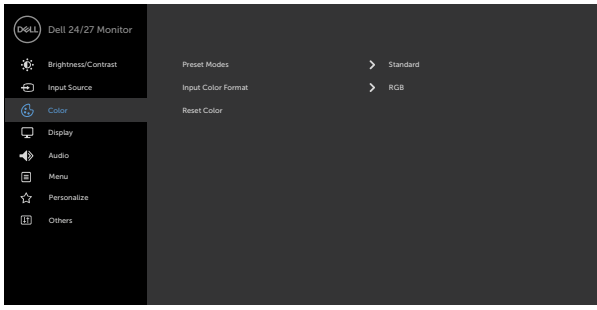 DELL Dell 24/27 Monitor
Brightness/Contrast
Input Source
Color
Display
Audio
Menu
Personalize
Others
Preset Modes Standard
Input Color Format RGB
Reset Color